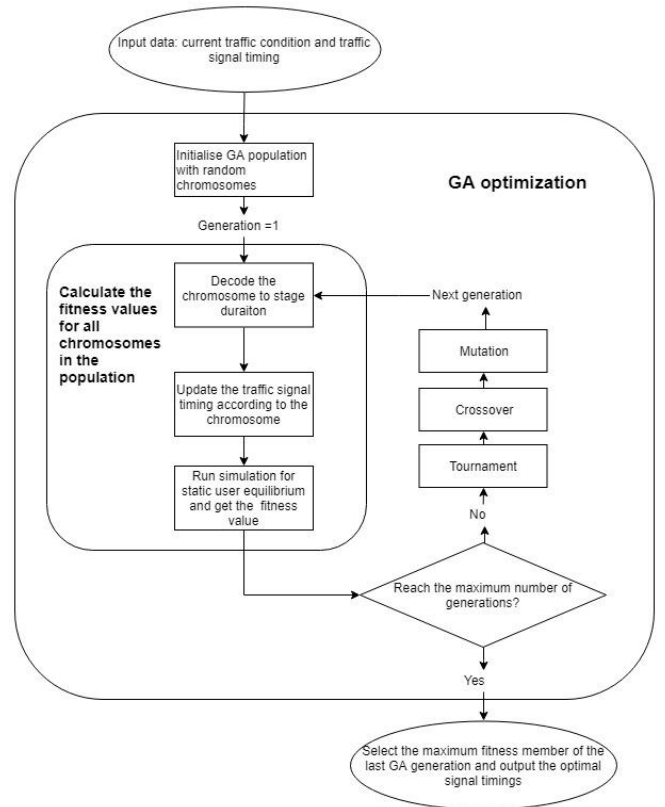 Input data: current traffic condition and traffic
signal timing
Initialise GA population
with random
chromosomes
GA optimization
Generation =1
Calculate the
fitness values
for all
chromosomes
in the
population
Decode the
chromosome to stage
duraiton
Next generation
Mutation
Update the traffic signal
timing according to the
chromosome
Crossover
Run simulation for
static user equilibrium
and get the fitness
value
Tournament
No
Reach the maximum number of
generations?
Yes
Select the maximum fitness member of the
last GA generation and output the optimal
signal timings